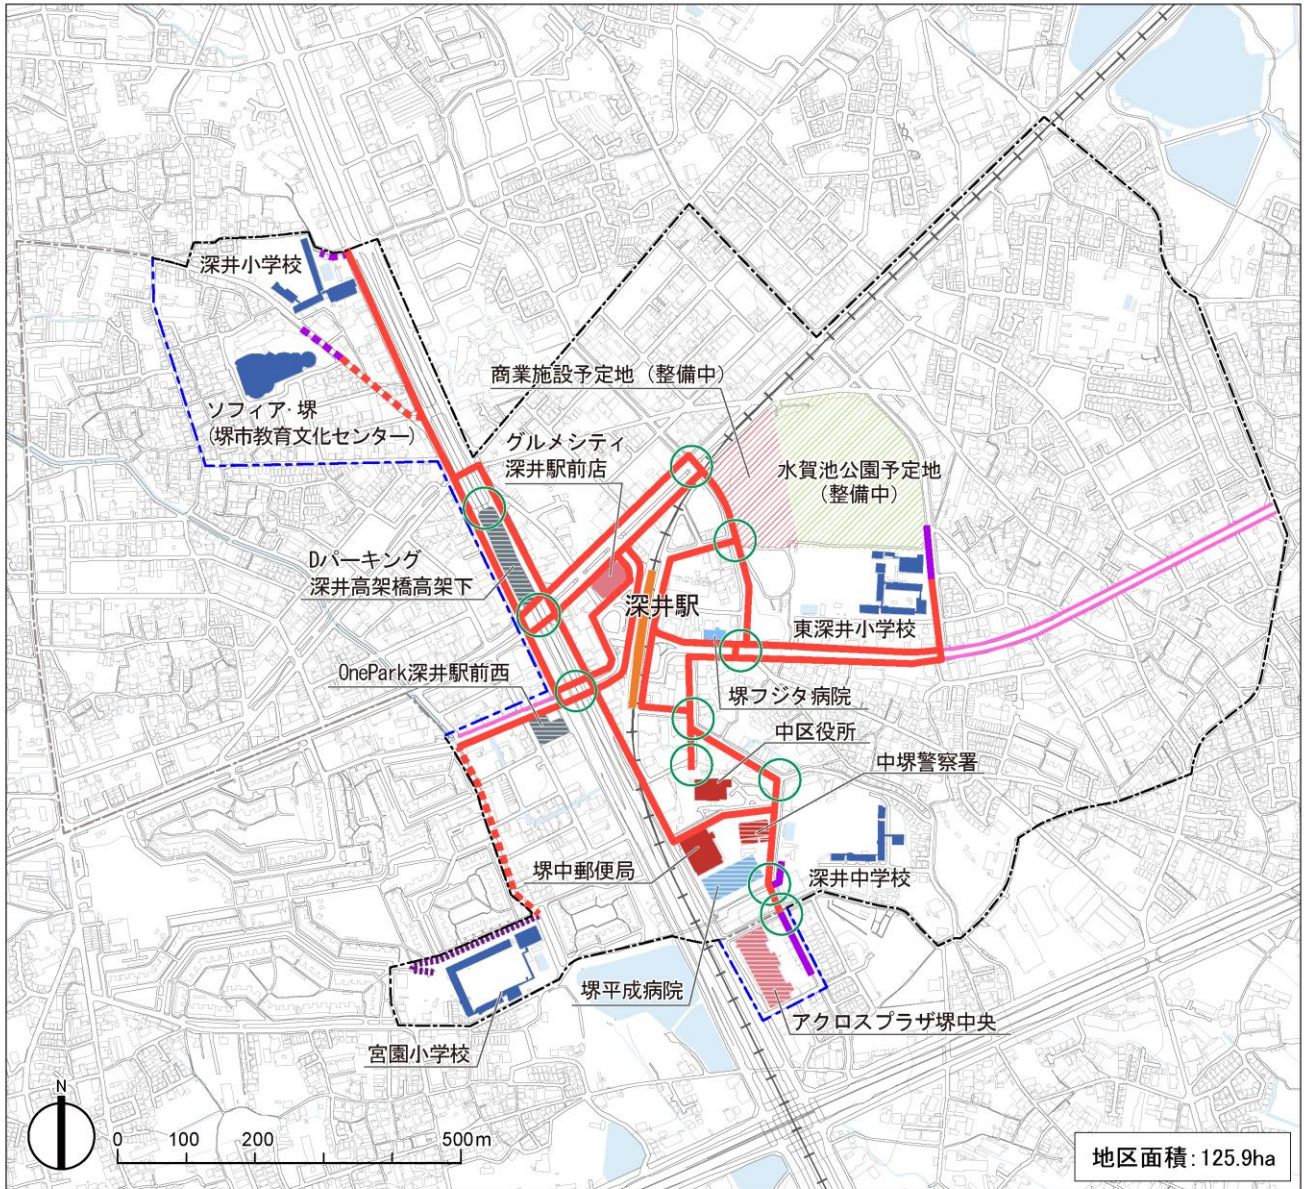 深井小学校
ソフィア・堺
(堺市教育文化センター)
商業施設予定地（整備中）
グルメシティ
深井駅前店
水賀池公園予定地
（整備中）
Dパーキング
深井高架橋高架下
深井駅
東深井小学校
OnePark深井駅前西
堺フジタ病院
中区役所
中堺警察署
堺中郵便局
深井中学校
堺平成病院
アクロスプラザ堺中央
宮園小学校
N
0 100 200 500m
地区面積：125.9ha